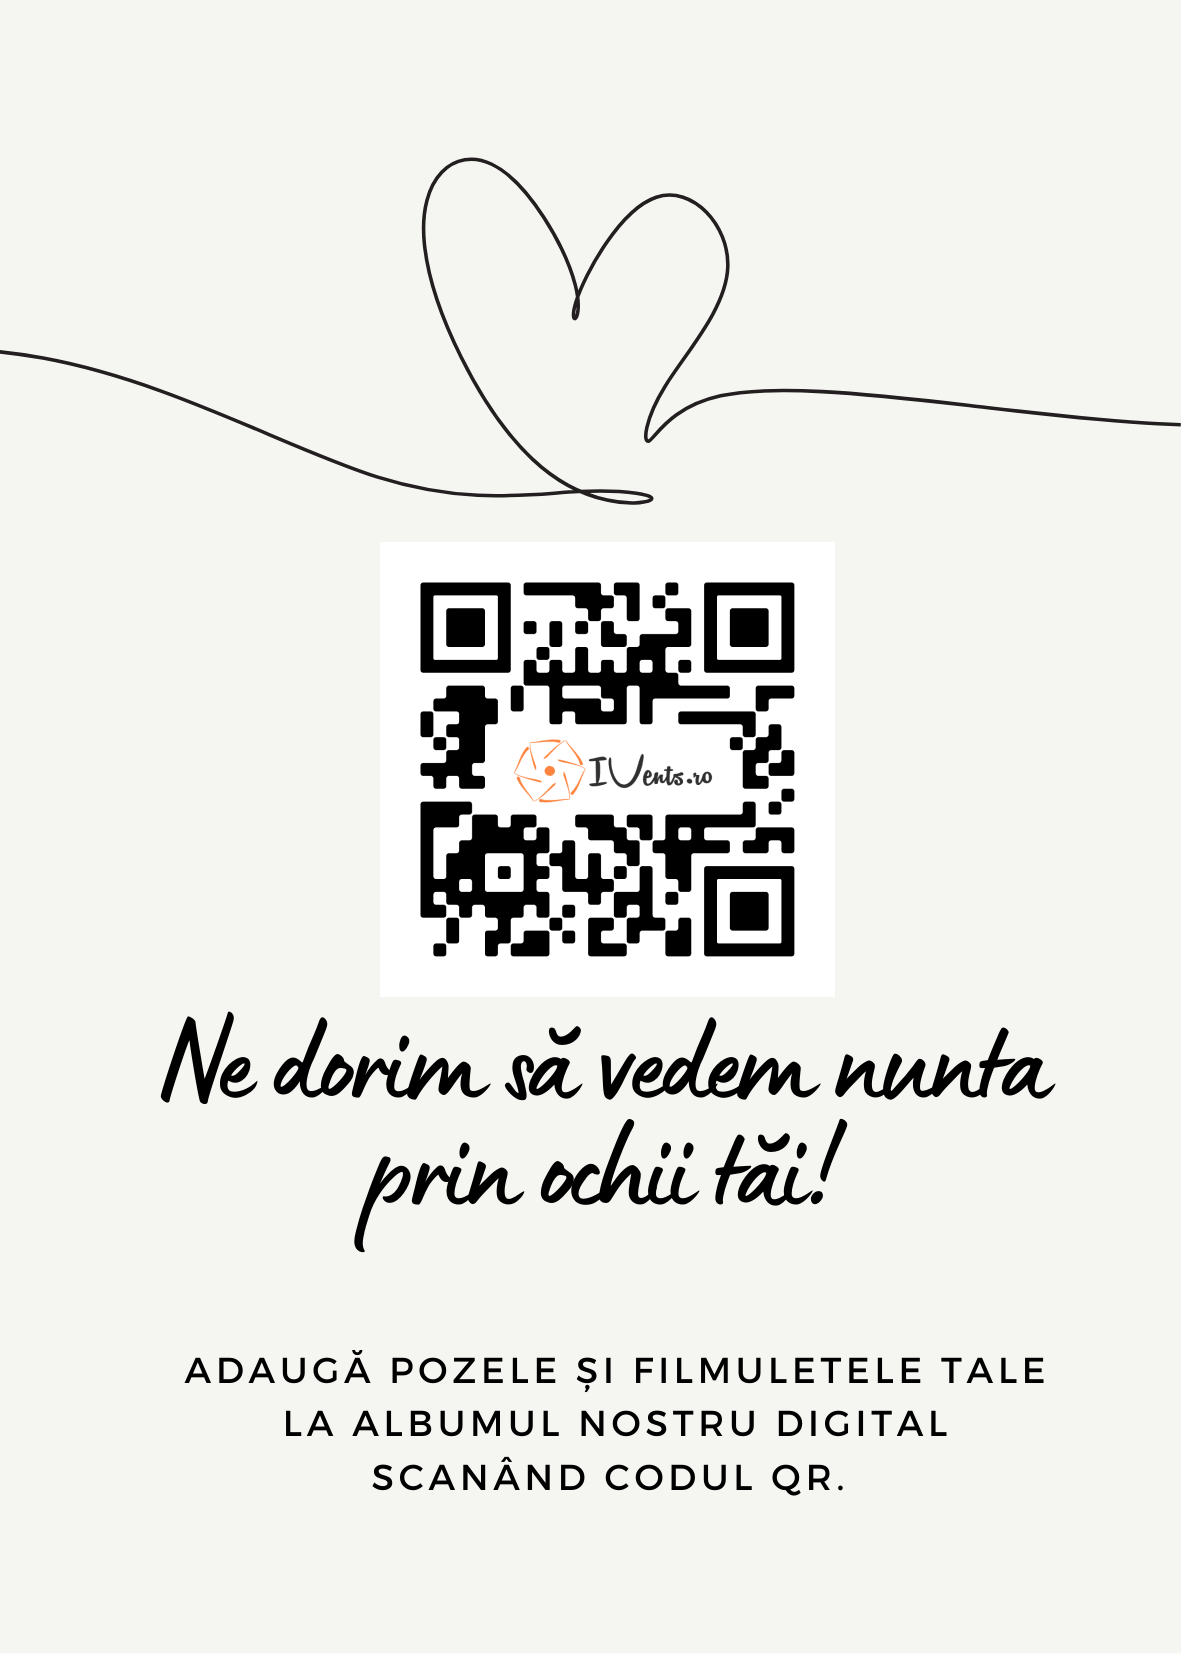 IVents.ro
Ne dorim să vedem nunta
prin ochii tăi!
ADAUGĂ POZELE ȘI FILMULETELE TALE
LA ALBUMUL NOSTRU DIGITAL
SCANÂND CODUL QR.